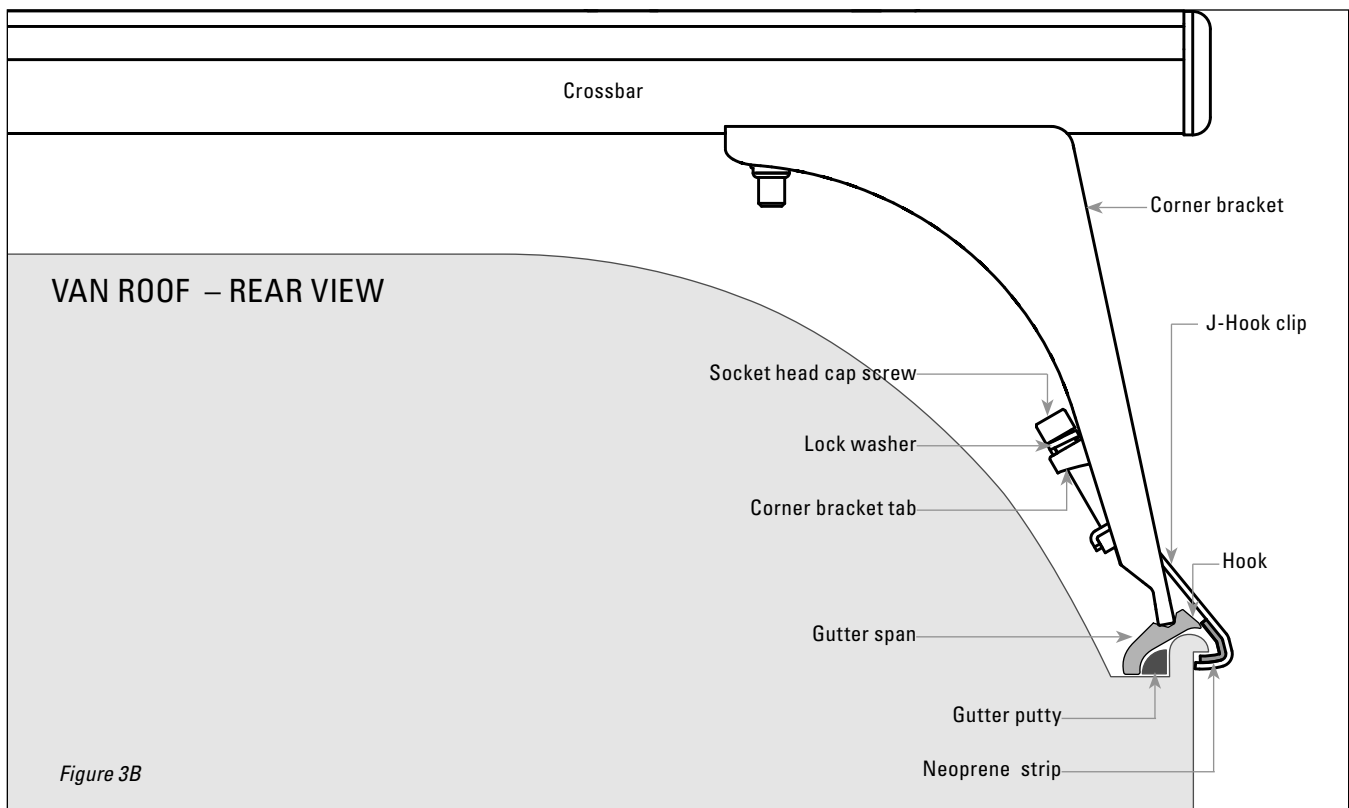 Crossbar
Corner bracket
VAN ROOF – REAR VIEW
J-Hook clip
Socket head cap screw
Lock washer
Corner bracket tab
Hook
Gutter span
Gutter putty
Neoprene strip
Figure 3B